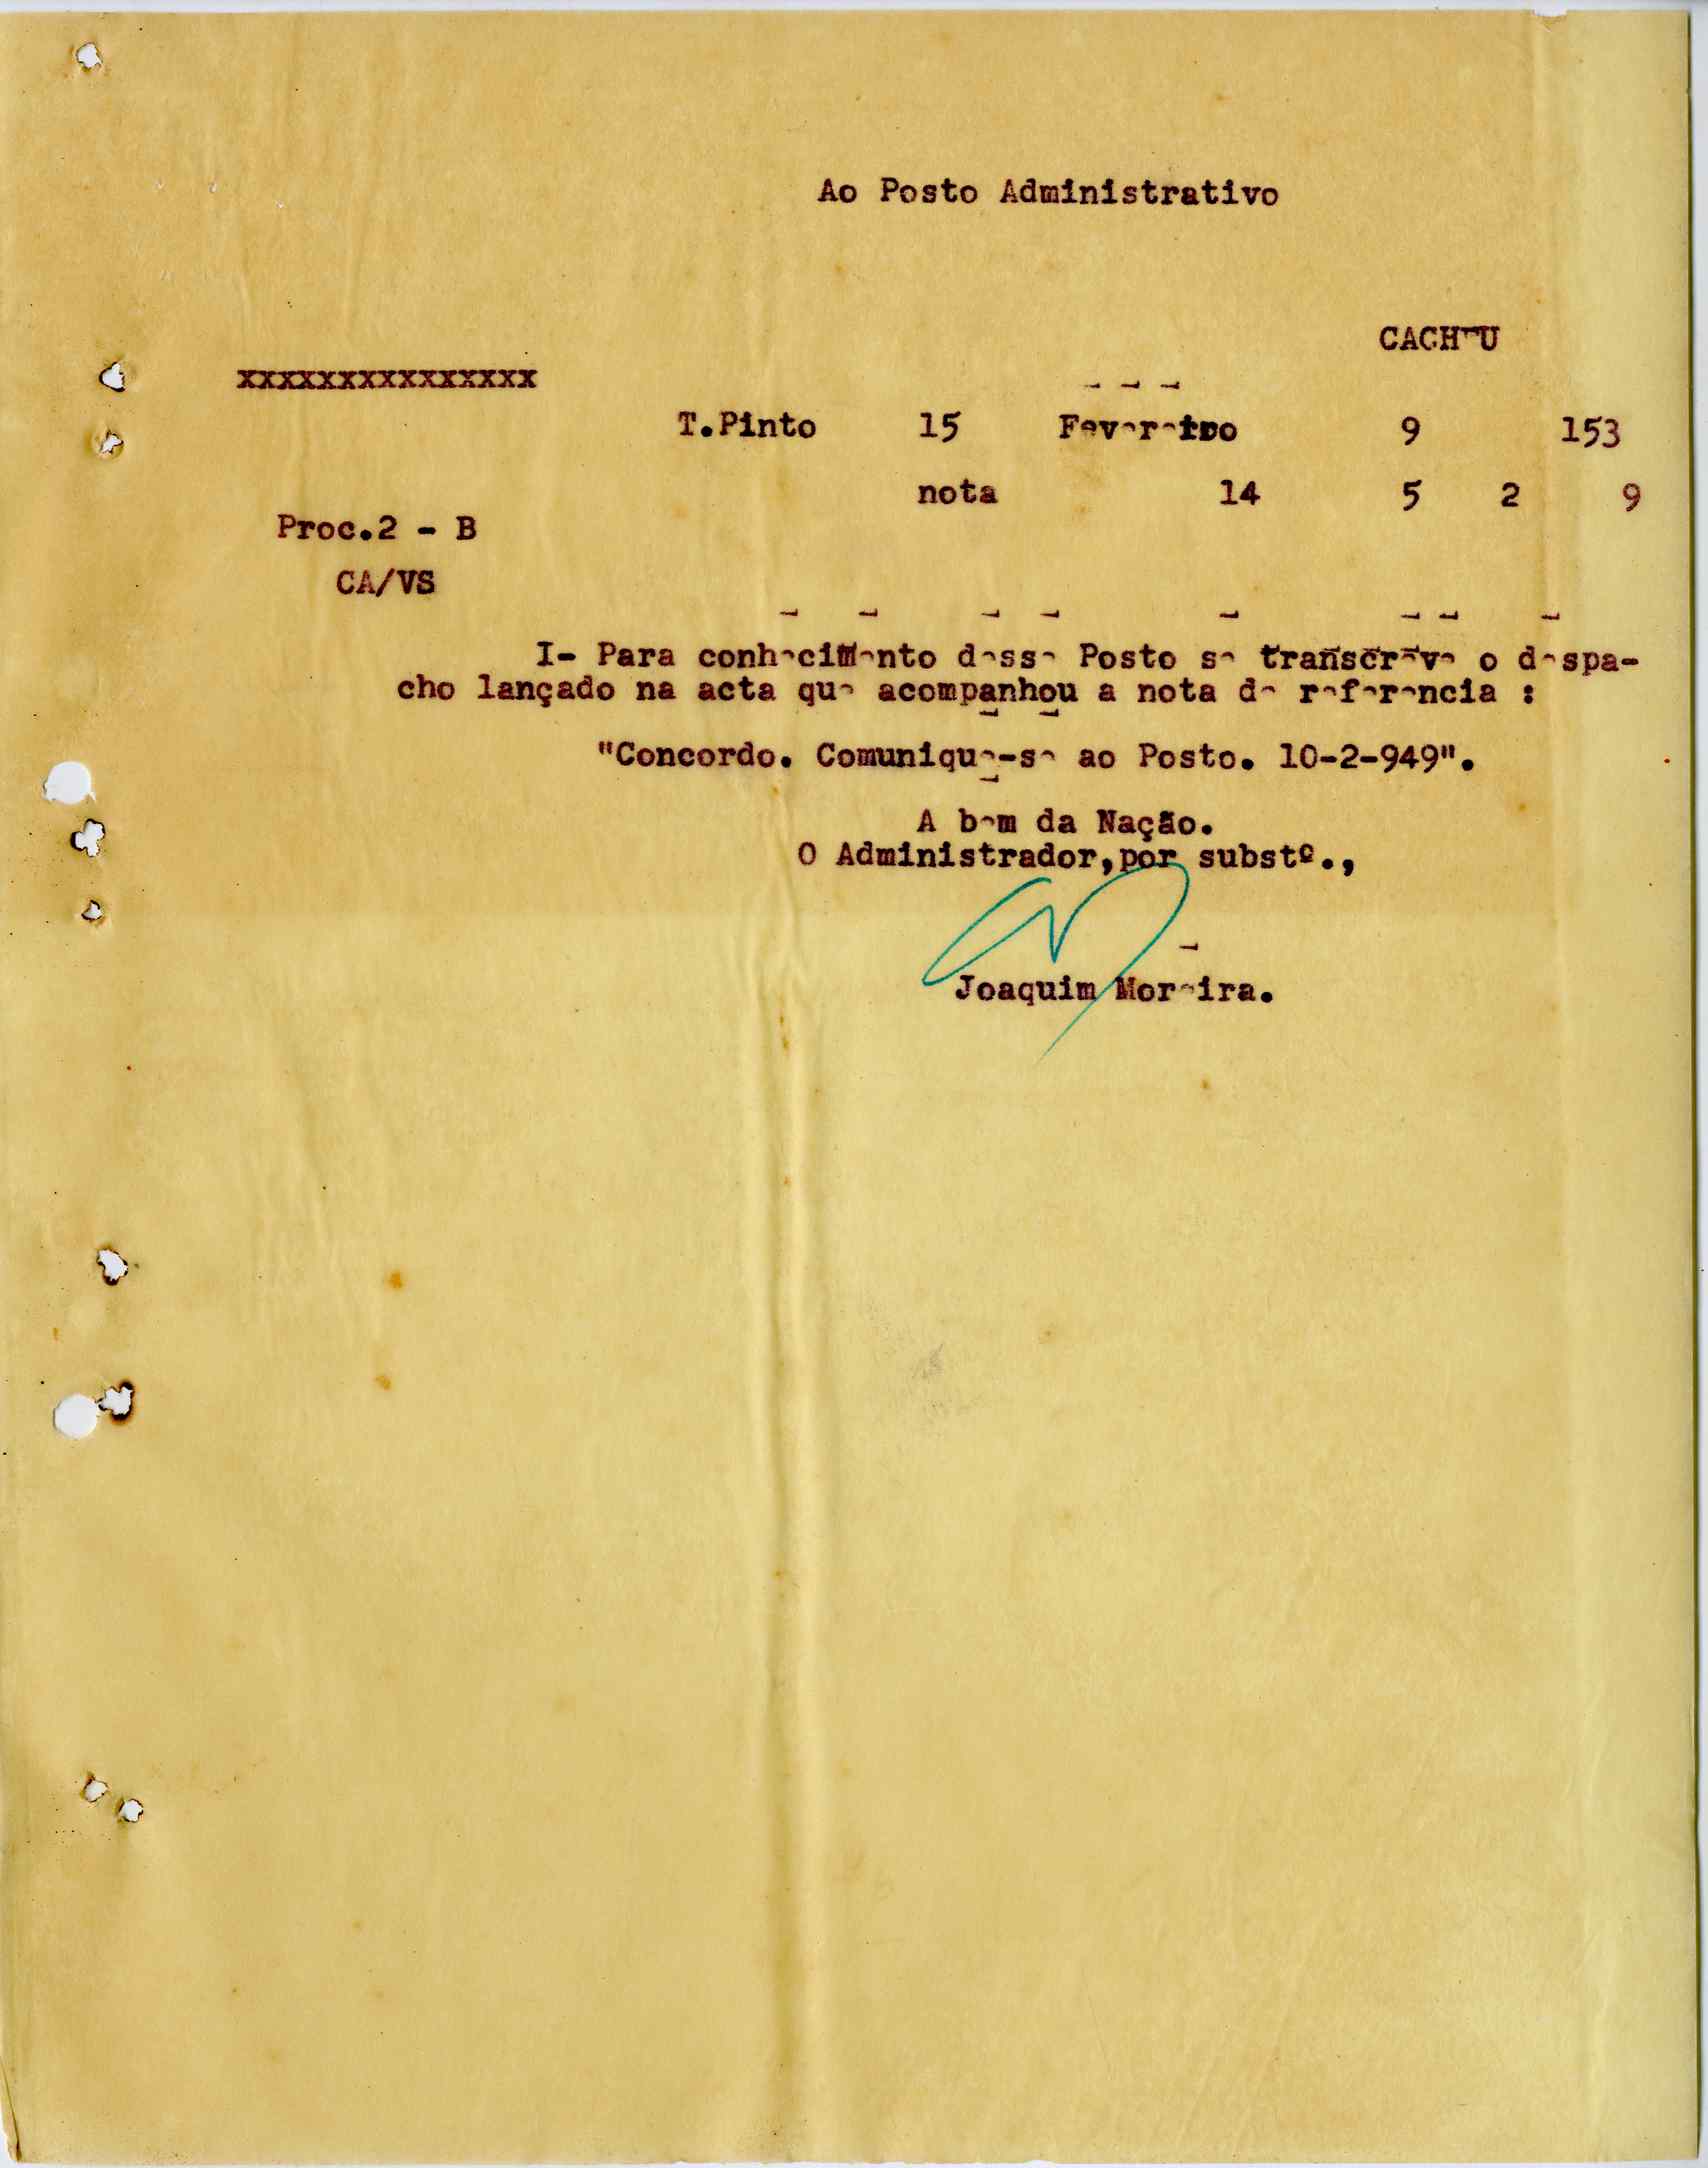 Ao Posto Administrativo
CACHEU
xxxxxxxxxxxxxxx
T.Pinto 15 Fevereiro 9 153
nota 14 5 2 9
Proc.2 - B
CA/VS
I- Para conhecimento desse Posto se transcreve o despa-
cho lançado na acta que acompanhou a nota de referencia :
"Concordo. Comunique-se ao Posto. 10-2-949".
A bem da Nação.
O Administrador,por substº.,
Joaquim Moreira.